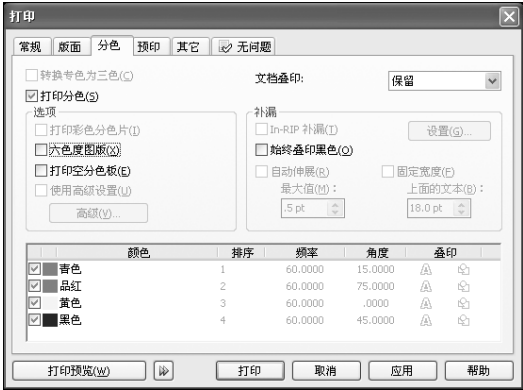 打印
常规 版面 分色 预印 其它 无问题
转换专色为三色(C) 文档叠印: 保留
打印分色(S)
选项 补漏
打印彩色分色片(I) In-RIP 补漏(T) 设置(G)...
六色度图版(X) 始终叠印黑色(O)
打印空分色板(E) 自动伸展(R) 固定宽度(F)
使用高级设置(U) 最大值(M): 上面的文本(B):
高级(V)... .5 pt 18.0 pt
颜色 排序 频率 角度 叠印
青色 1 60.0000 15.0000
品红 2 60.0000 75.0000
黄色 3 60.0000 .0000
黑色 4 60.0000 45.0000
打印预览(W) 打印 取消 应用 帮助